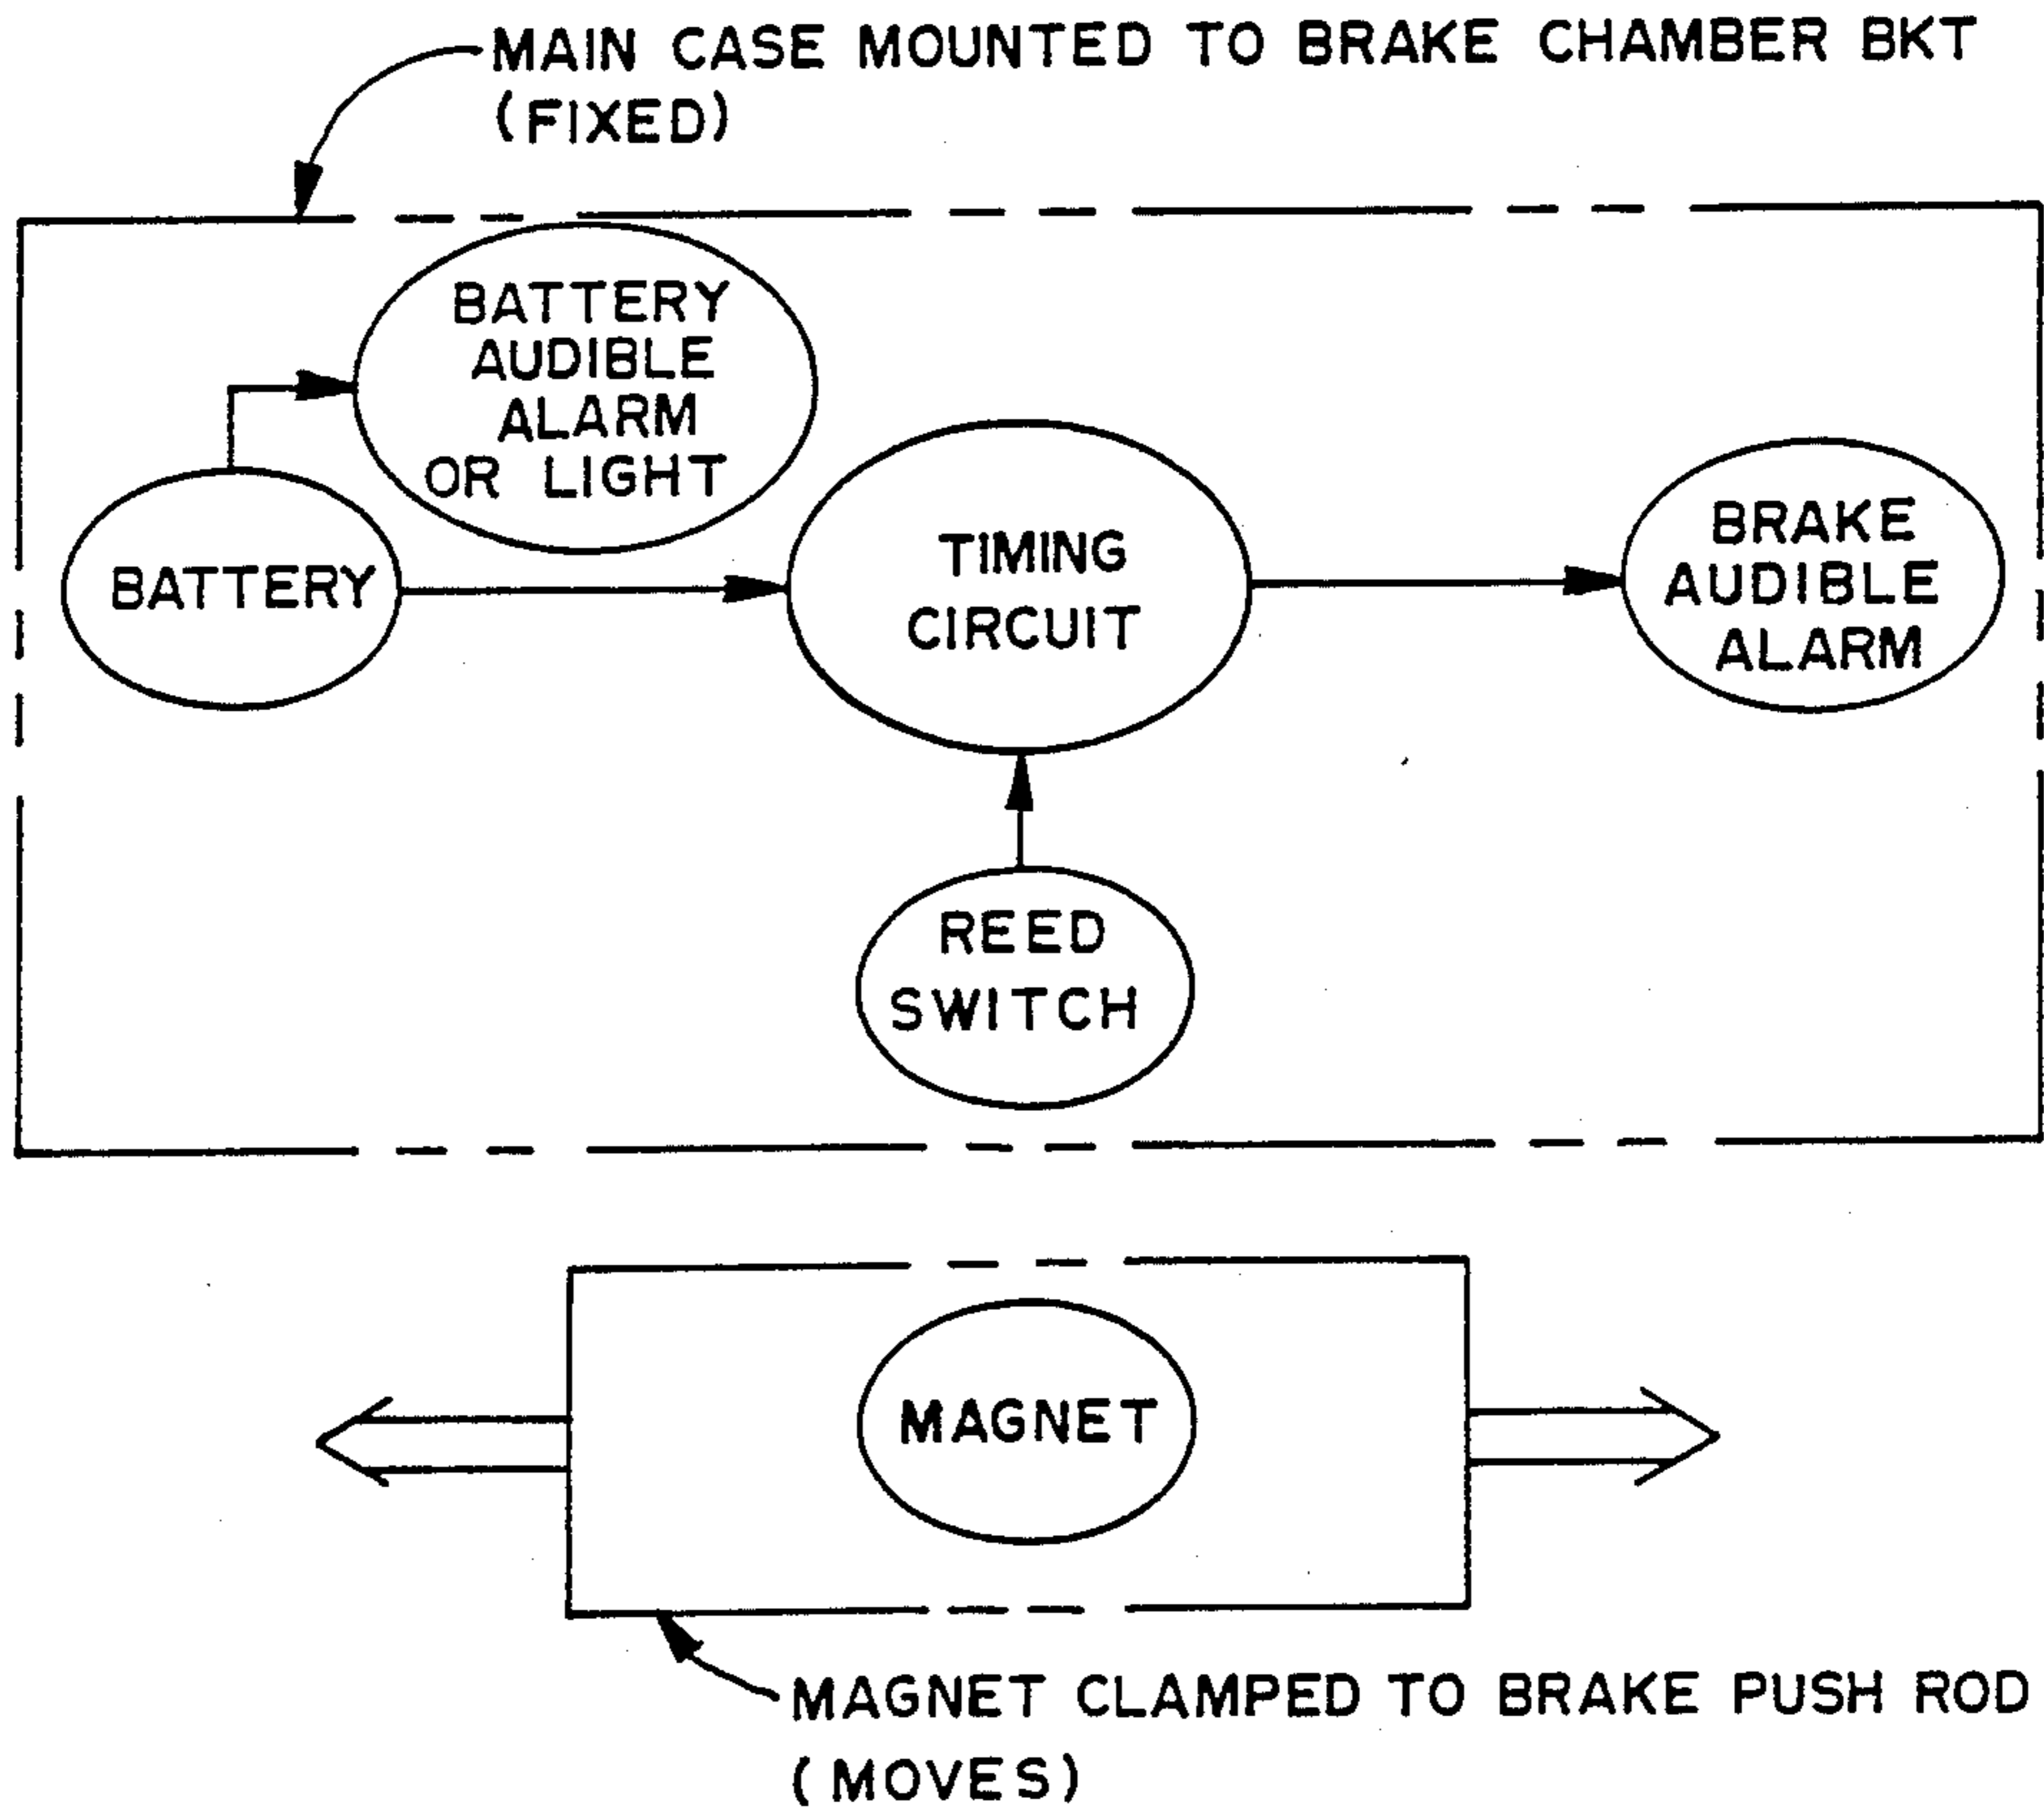 MAIN CASE MOUNTED TO BRAKE CHAMBER BKT
(FIXED)
BATTERY
AUDIBLE
ALARM
OR LIGHT
BATTERY
TIMING
CIRCUIT
BRAKE
AUDIBLE
ALARM
REED
SWITCH
MAGNET
MAGNET CLAMPED TO BRAKE PUSH ROD
(MOVES)